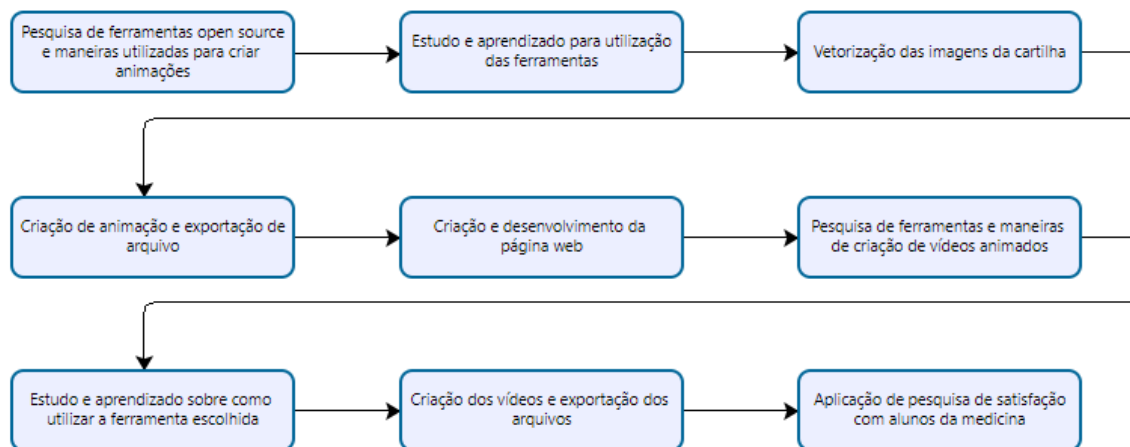 Pesquisa de ferramentas open source
e maneiras utilizadas para criar
animações
Estudo e aprendizado para utilização
das ferramentas
Vetorização das imagens da cartilha
Criação de animação e exportação de
arquivo
Criação e desenvolvimento da
página web
Pesquisa de ferramentas e maneiras
de criação de vídeos animados
Estudo e aprendizado sobre como
utilizar a ferramenta escolhida
Criação dos vídeos e exportação dos
arquivos
Aplicação de pesquisa de satisfação
com alunos da medicina